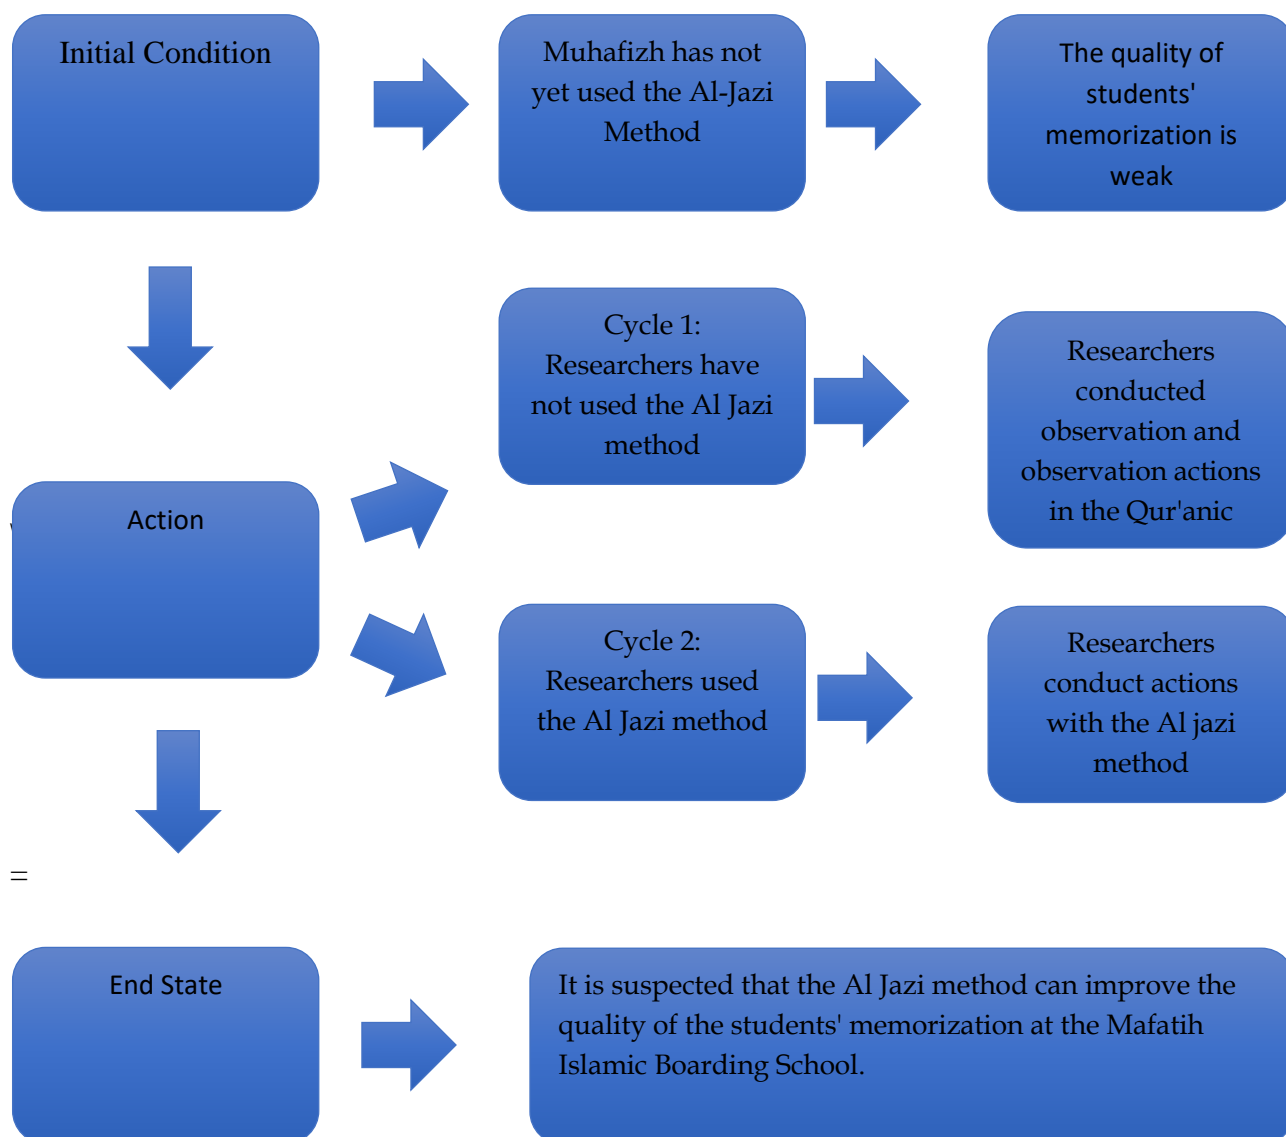 Initial Condition
Muhafizh has not
yet used the Al-Jazi
Method
The quality of
students'
memorization is
weak
Cycle 1:
Researchers have
not used the Al Jazi
method
Researchers
conducted
observation and
observation actions
in the Qur'anic
Action
Cycle 2:
Researchers used
the Al Jazi method
Researchers
conduct actions
with the Al jazi
method
=
End State
It is suspected that the Al Jazi method can improve the
quality of the students' memorization at the Mafatih
Islamic Boarding School.